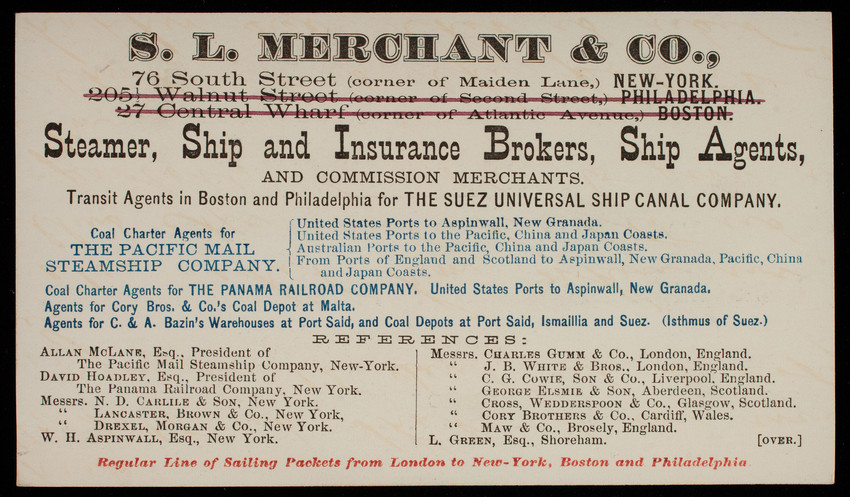 S. L. MERCHANT & CO.,
76 South Street (corner of Maiden Lane,) NEW-YORK.
205½ Walnut Street (corner of Second Street,) PHILADELPHIA.
27 Central Wharf (corner of Atlantic Avenue,) BOSTON.
Steamer, Ship and Insurance Brokers, Ship Agents,
AND COMMISSION MERCHANTS.
Transit Agents in Boston and Philadelphia for THE SUEZ UNIVERSAL SHIP CANAL COMPANY.
Coal Charter Agents for
THE PACIFIC MAIL
STEAMSHIP COMPANY.
United States Ports to Aspinwall, New Granada.
United States Ports to the Pacific, China and Japan Coasts.
Australian Ports to the Pacific, China and Japan Coasts.
From Ports of England and Scotland to Aspinwall, New Granada, Pacific, China
and Japan Coasts.
Coal Charter Agents for THE PANAMA RAILROAD COMPANY. United States Ports to Aspinwall, New Granada.
Agents for Cory Bros. & Co.'s Coal Depot at Malta.
Agents for C. & A. Bazin's Warehouses at Port Said, and Coal Depots at Port Said, Ismaillia and Suez. (Isthmus of Suez.)
REFERENCES:
ALLAN MCLANE, ESQ., President of
The Pacific Mail Steamship Company, New-York.
DAVID HOADLEY, ESQ., President of
The Panama Railroad Company, New York.
Messrs. N. D. CARLILE & SON, New York.
" LANCASTER, BROWN & Co., New York,
" DREXEL, MORGAN & Co., New York.
W. H. ASPINWALL, Esq., New York.
Messrs. CHARLES GUMM & Co., London, England.
" J. B. WHITE & BROS., London, England.
" C. G. COWIE, SON & Co., Liverpool, England.
" GEORGE ELSMIE & SON, Aberdeen, Scotland.
" CROSS, WEDDERSPOON & Co., Glasgow, Scotland.
" CORY BROTHERS & Co., Cardiff, Wales.
" MAW & Co., Brosely, England.
L. GREEN, Esq., Shoreham. [OVER.]
Regular Line of Sailing Packets from London to New-York, Boston and Philadelphia